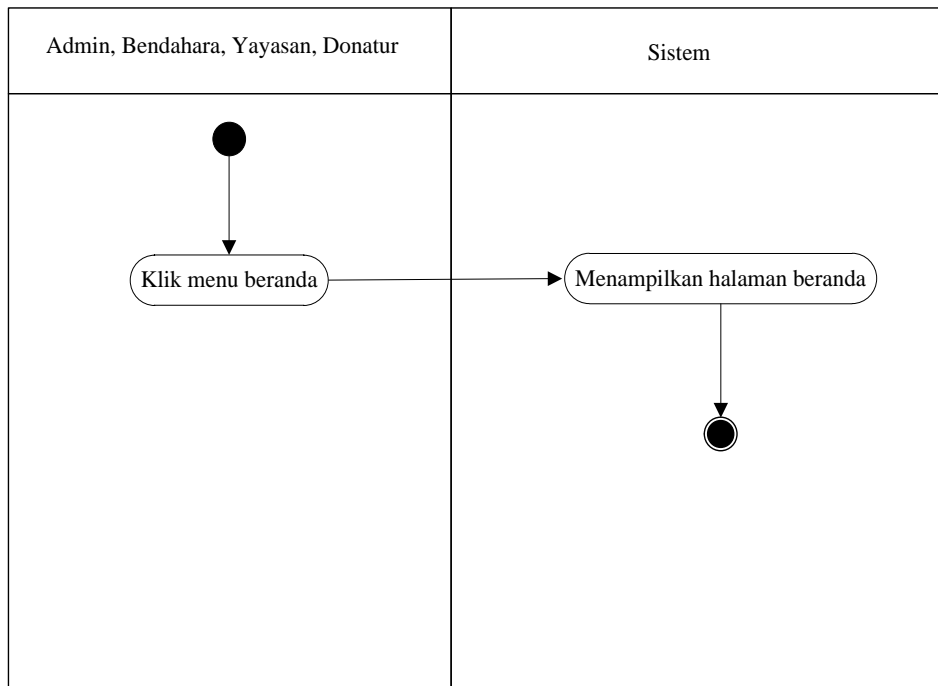 Admin, Bendahara, Yayasan, Donatur
Sistem
Klik menu beranda
Menampilkan halaman beranda